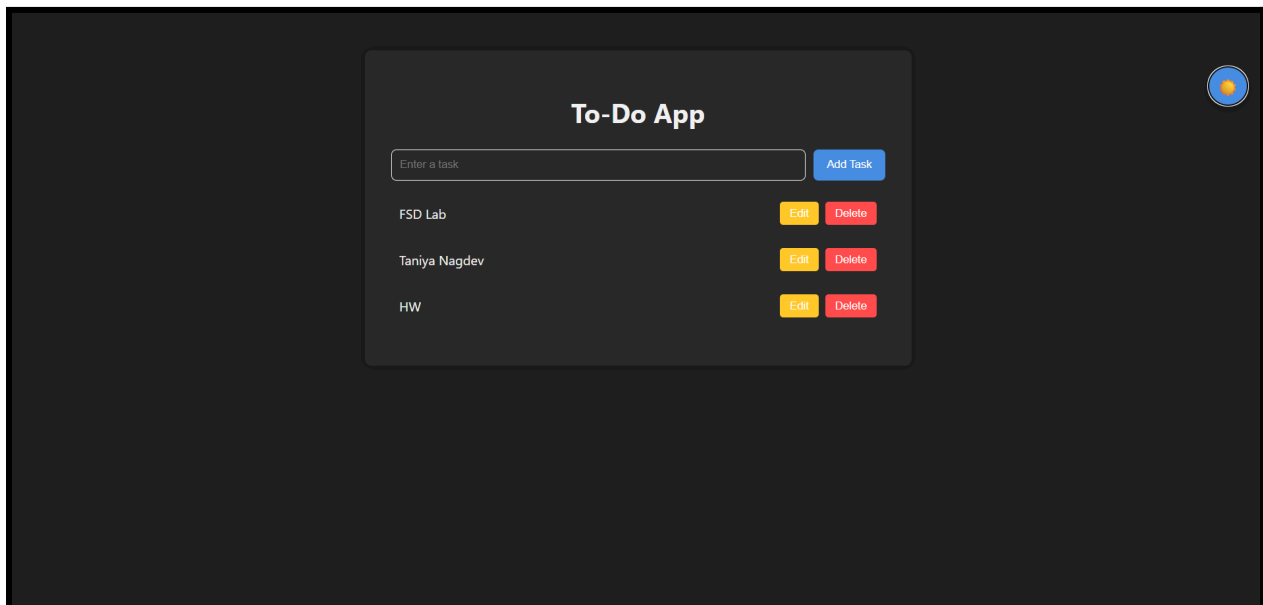 To-Do App
Enter a task Add Task
FSD Lab Edit Delete
Taniya Nagdev Edit Delete
HW Edit Delete